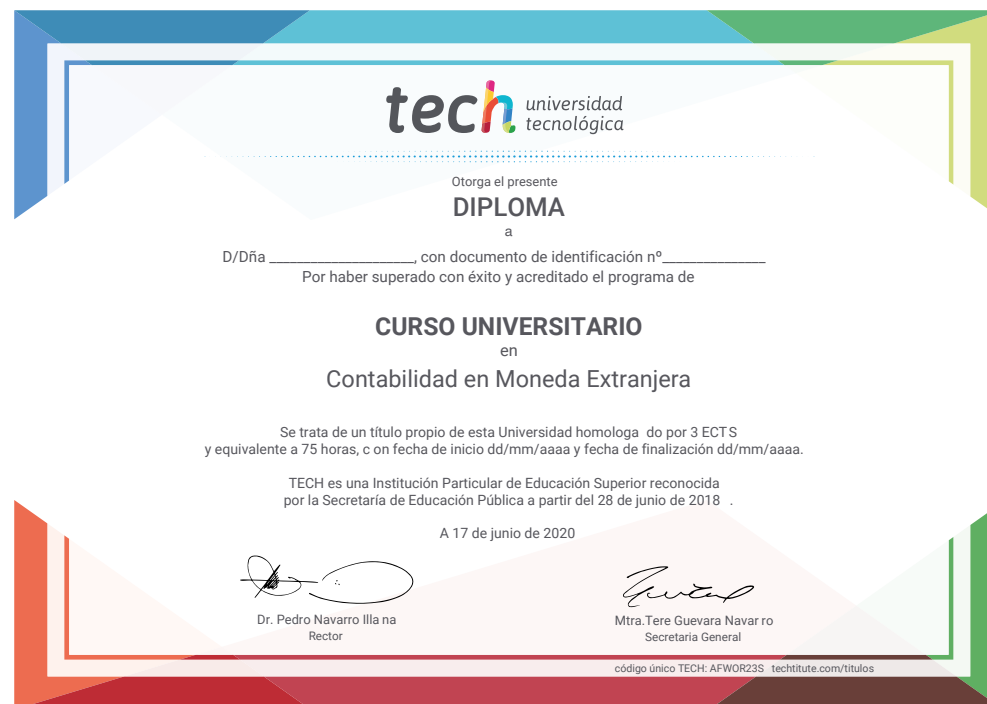 tech universidad
tecnológica
Otorga el presente
DIPLOMA
a
D/Dña ______________________, con documento de identificación nº________________
Por haber superado con éxito y acreditado el programa de
CURSO UNIVERSITARIO
en
Contabilidad en Moneda Extranjera
Se trata de un título propio de esta Universidad homologa do por 3 ECTS
y equivalente a 75 horas, c on fecha de inicio dd/mm/aaaa y fecha de finalización dd/mm/aaaa.
TECH es una Institución Particular de Educación Superior reconocida
por la Secretaría de Educación Pública a partir del 28 de junio de 2018 .
A 17 de junio de 2020
Dr. Pedro Navarro Illa na
Rector
Mtra.Tere Guevara Navar ro
Secretaria General
código único TECH: AFWOR23S techtitute.com/titulos